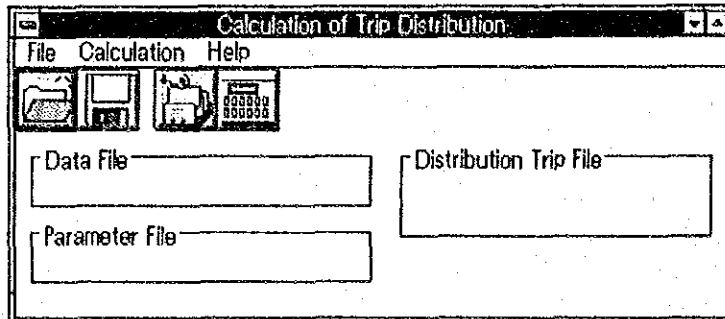 Calculation of Trip Distribution
File Calculation Help
Data File
Distribution Trip File
Parameter File